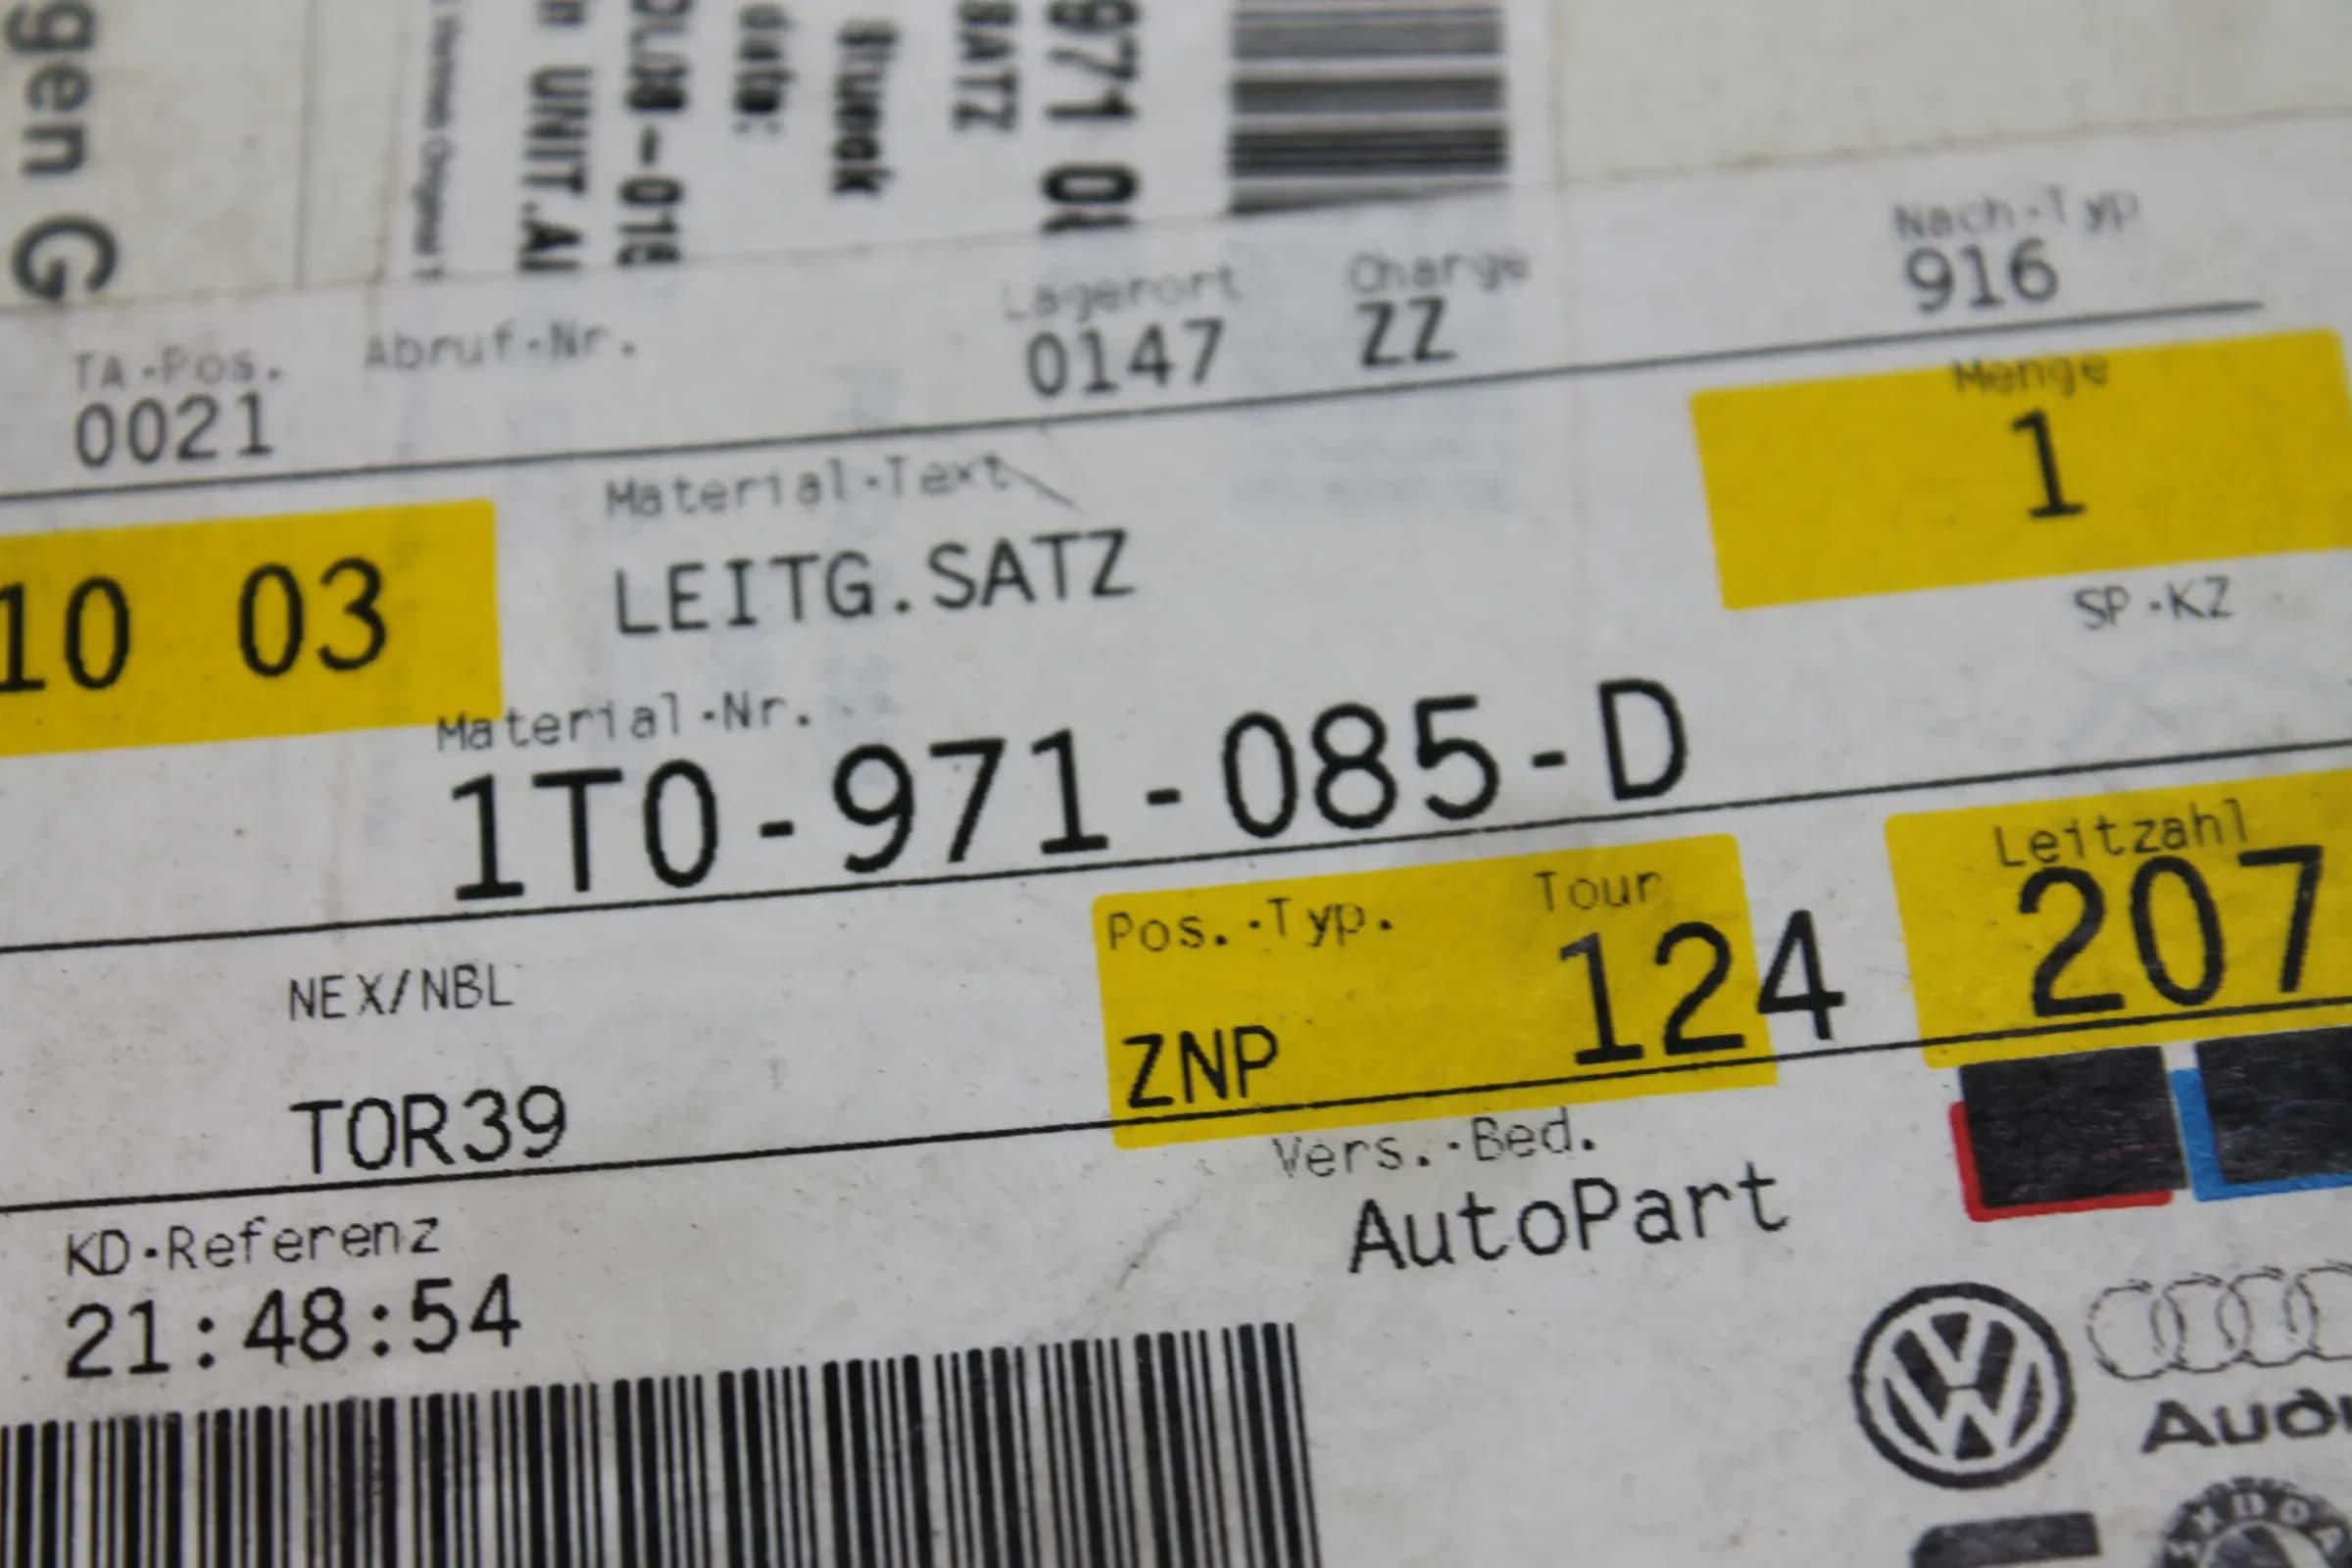 gen G
UNIT.
-018
Stueck
SATZ
971
TA-Pos. Abruf-Nr. Lagerort Charge Nach-Typ
0021 0147 ZZ 916
Material-Text Menge
10 03 LEITG.SATZ 1
SP-KZ
Material-Nr.
1T0-971-085-D
NEX/NBL Pos.-Typ. Tour Leitzahl
TOR39 ZNP 124 207
KD-Referenz Vers.-Bed.
21:48:54 AutoPart
Audi